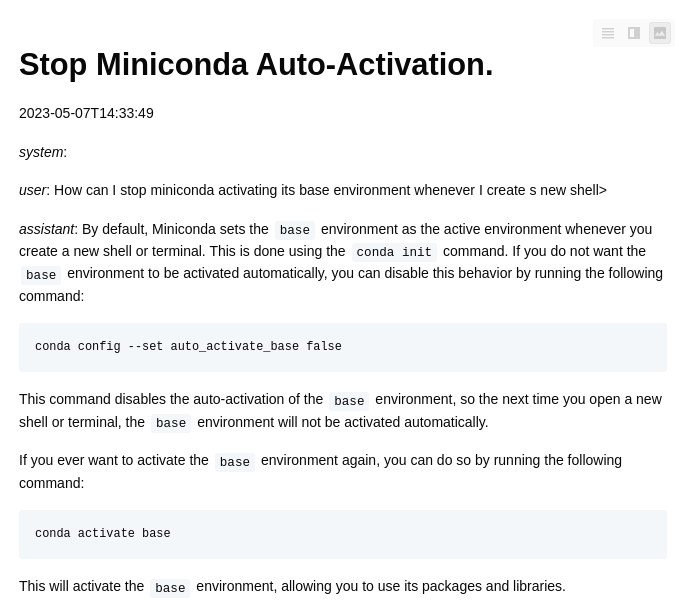 Stop Miniconda Auto-Activation.
2023-05-07T14:33:49
system:
user: How can I stop miniconda activating its base environment whenever I create s new shell>
assistant: By default, Miniconda sets the base environment as the active environment whenever you
create a new shell or terminal. This is done using the conda init command. If you do not want the
base environment to be activated automatically, you can disable this behavior by running the following
command:
conda config --set auto_activate_base false
This command disables the auto-activation of the base environment, so the next time you open a new
shell or terminal, the base environment will not be activated automatically.
If you ever want to activate the base environment again, you can do so by running the following
command:
conda activate base
This will activate the base environment, allowing you to use its packages and libraries.